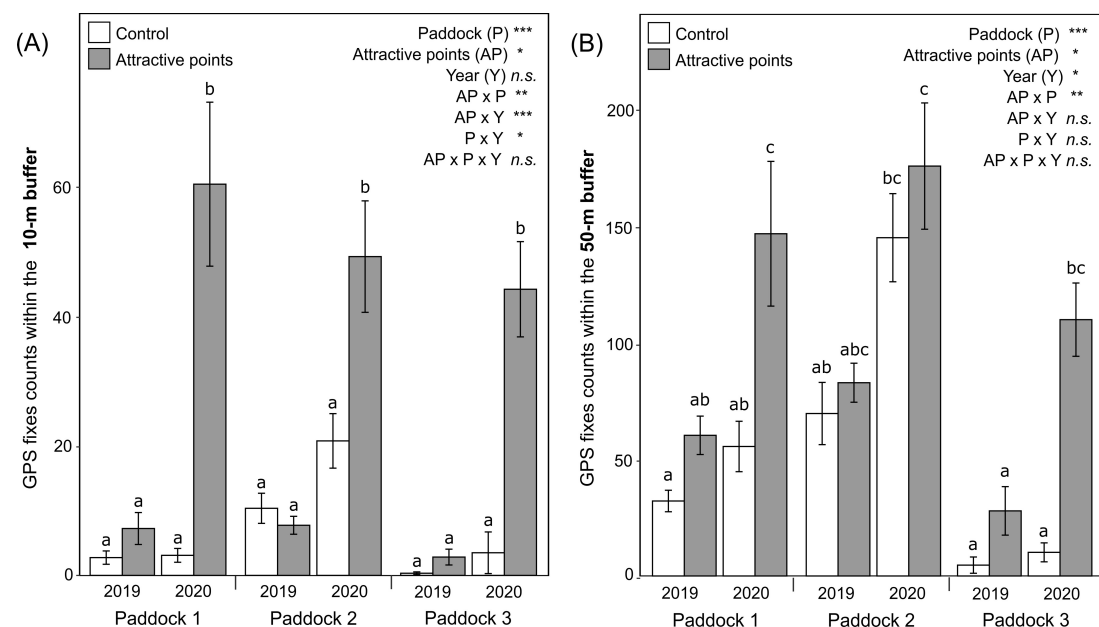 (A)
Control
Attractive points
Paddock (P) ***
Attractive points (AP) *
Year (Y) n.s.
AP x P **
AP x Y ***
P x Y *
AP x P x Y n.s.
GPS fixes counts within the 10-m buffer
60
40
20
0
a
a
a
b
a
a
a
b
a
a
a
b
2019 2020 2019 2020 2019 2020
Paddock 1 Paddock 2 Paddock 3
(B)
Control
Attractive points
Paddock (P) ***
Attractive points (AP) *
Year (Y) *
AP x P **
AP x Y n.s.
P x Y n.s.
AP x P x Y n.s.
GPS fixes counts within the 50-m buffer
200
150
100
50
0
a
ab
ab
c
ab
abc
bc
c
a
a
a
bc
2019 2020 2019 2020 2019 2020
Paddock 1 Paddock 2 Paddock 3